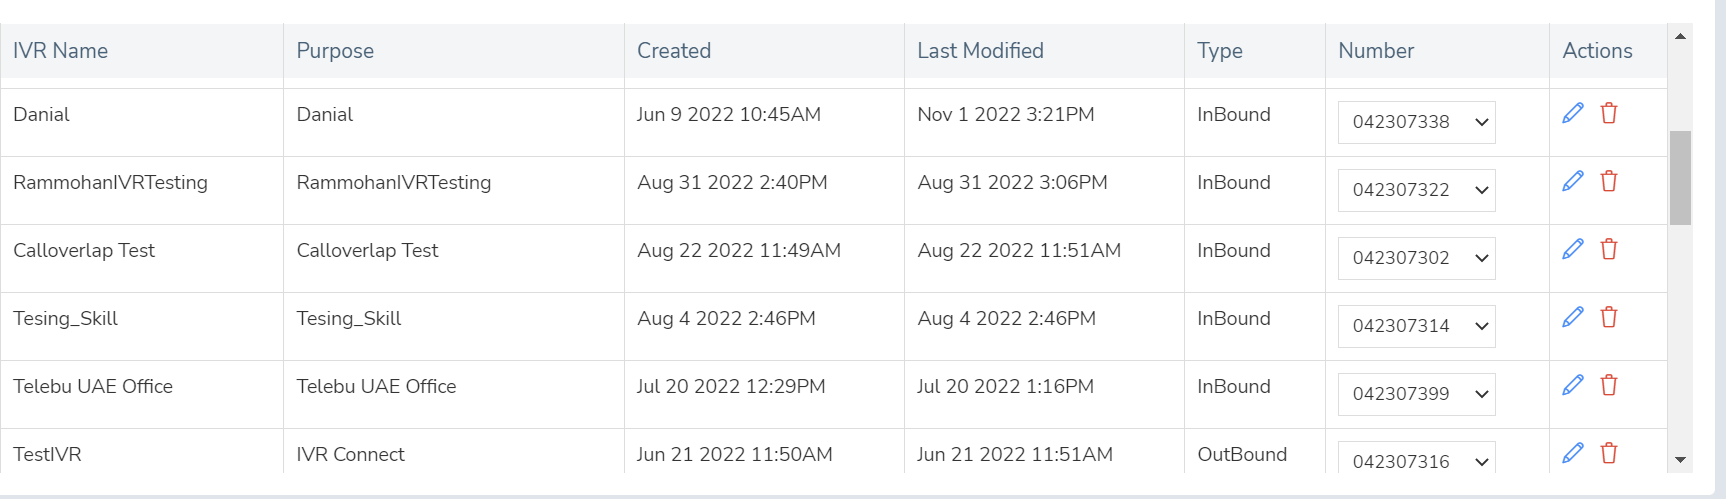 IVR Name Purpose Created Last Modified Type Number Actions
Danial Danial Jun 9 2022 10:45AM Nov 1 2022 3:21PM InBound 042307338
RammohanIVRTesting RammohanIVRTesting Aug 31 2022 2:40PM Aug 31 2022 3:06PM InBound 042307322
Calloverlap Test Calloverlap Test Aug 22 2022 11:49AM Aug 22 2022 11:51AM InBound 042307302
Tesing_Skill Tesing_Skill Aug 4 2022 2:46PM Aug 4 2022 2:46PM InBound 042307314
Telebu UAE Office Telebu UAE Office Jul 20 2022 12:29PM Jul 20 2022 1:16PM InBound 042307399
TestIVR IVR Connect Jun 21 2022 11:50AM Jun 21 2022 11:51AM OutBound 042307316